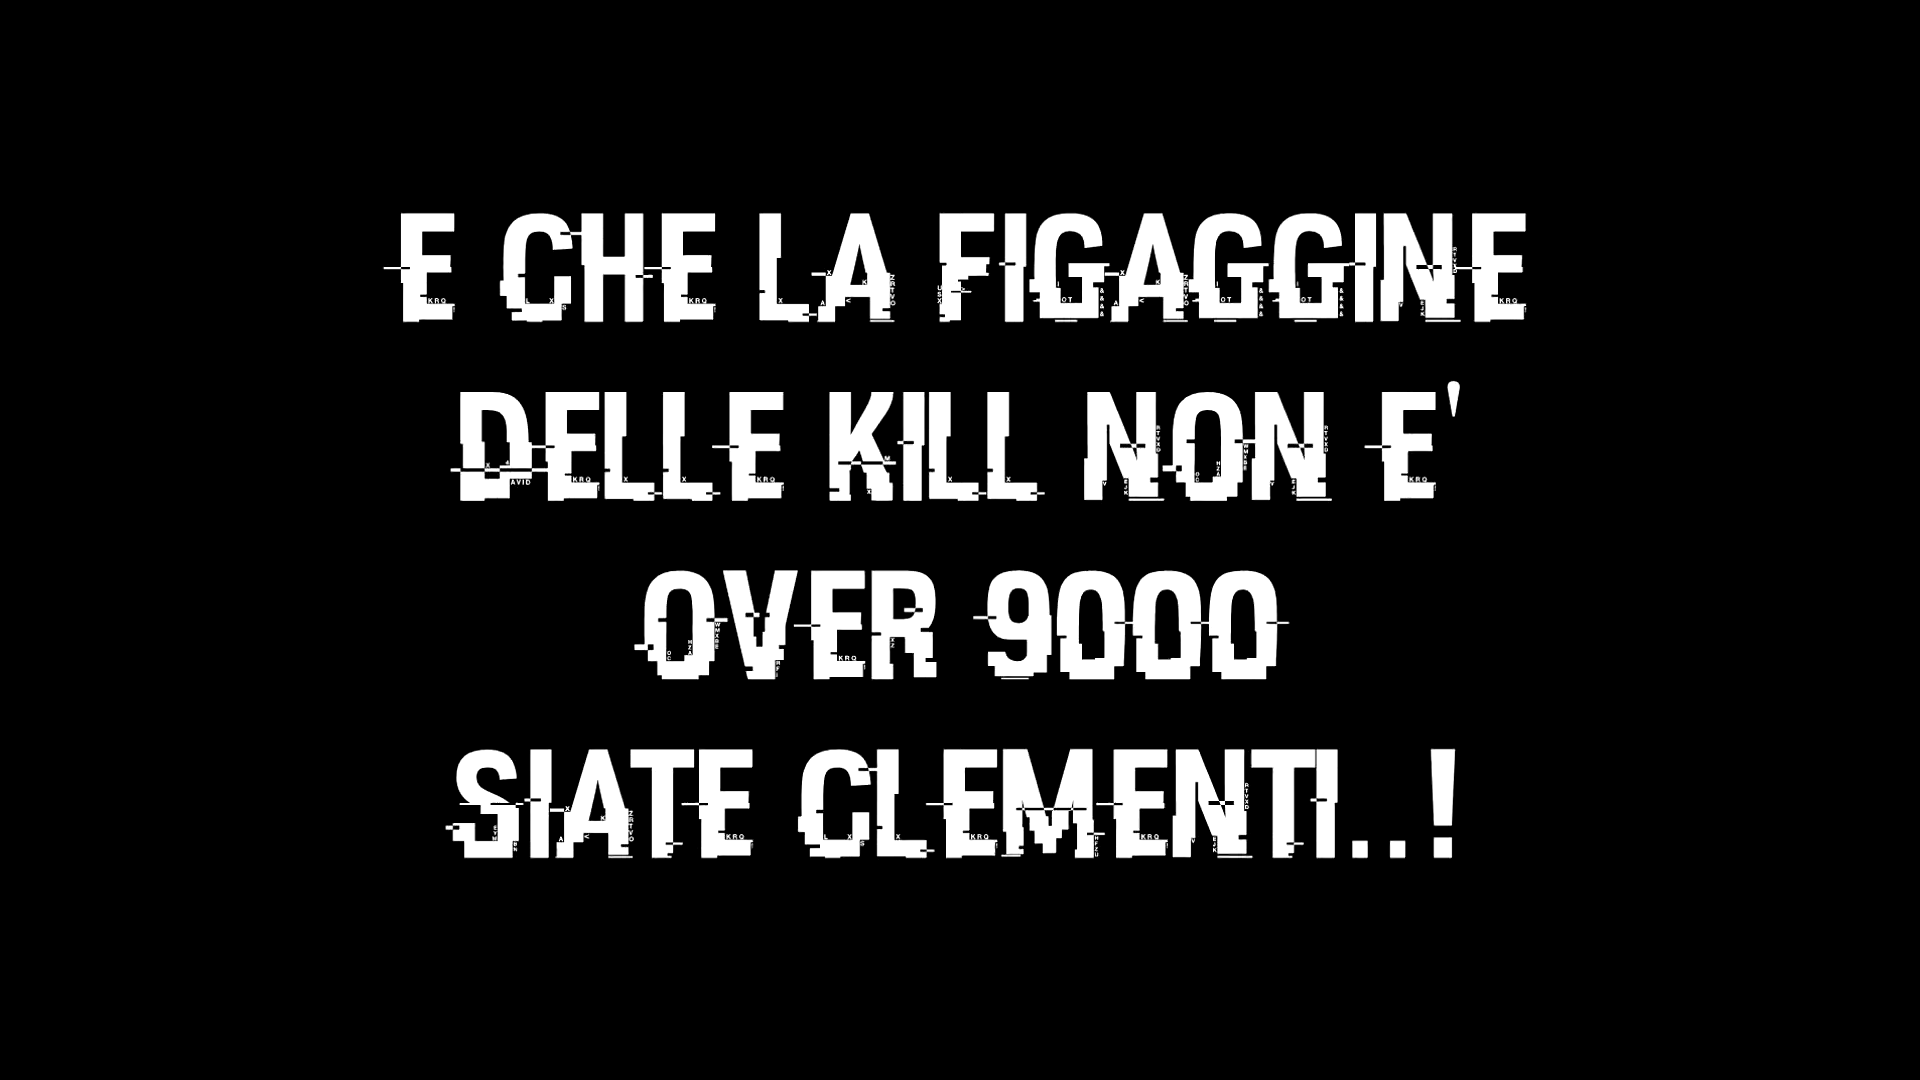 E CHE LA FIGAGGINE
DELLE KILL NON E'
OVER 9000
SIATE CLEMENTI..!